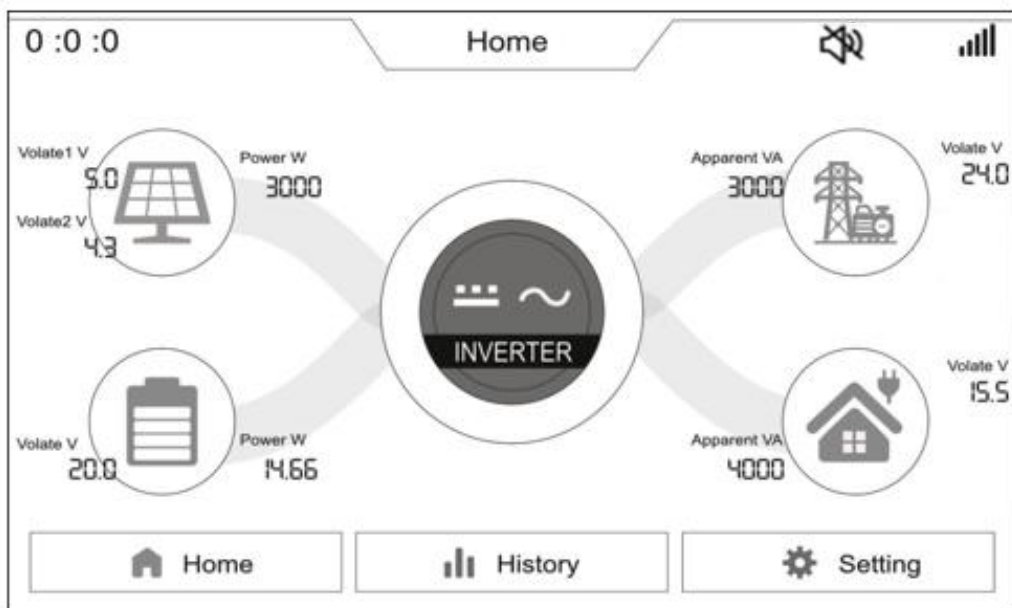 0 :0 :0
Home
Volate1 V
5.0
Volate2 V
4.3
Power W
3000
Apparent VA
3000
Volate V
24.0
INVERTER
Volate V
20.0
Power W
14.66
Apparent VA
4000
Volate V
15.5
Home
History
Setting